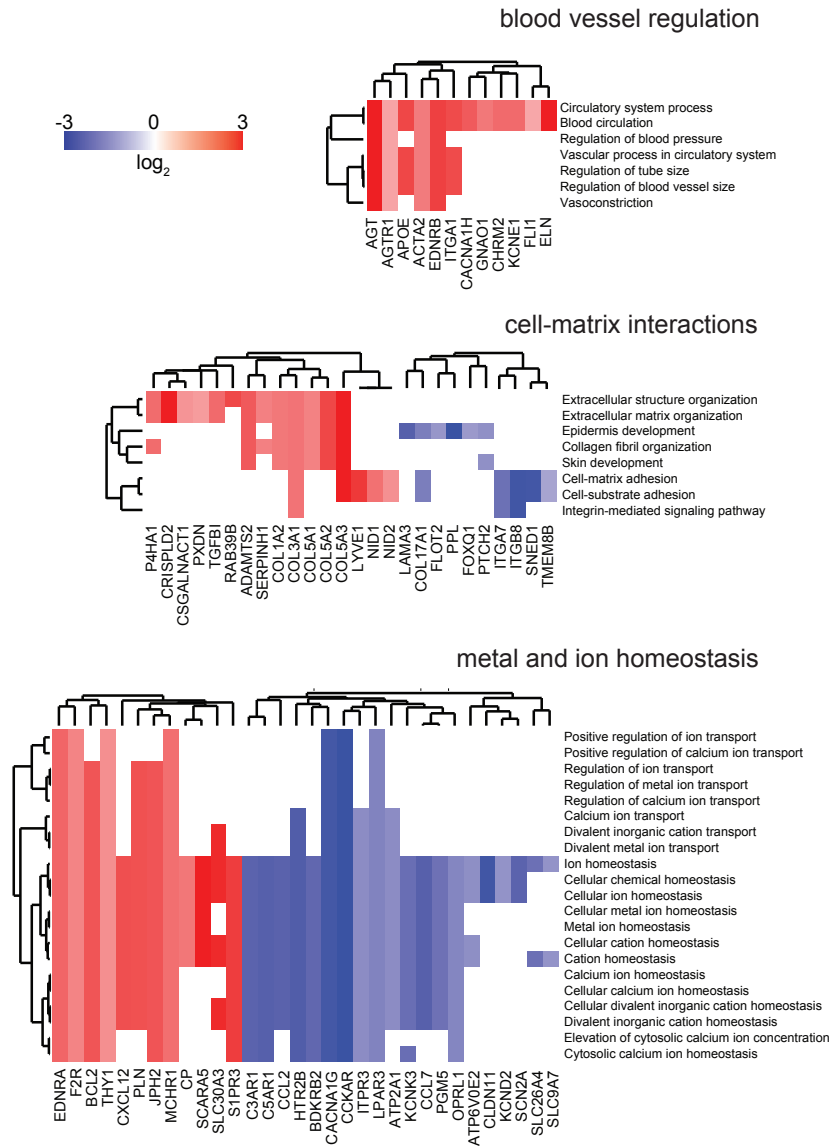 blood vessel regulation
-3 0 3
log2
Circulatory system process
Blood circulation
Regulation of blood pressure
Vascular process in circulatory system
Regulation of tube size
Regulation of blood vessel size
Vasoconstriction
AGT
AGTR1
APOE
ACTA2
EDNRB
ITGA1
CACNA1H
GNAO1
CHRM2
KCNE1
FLI1
ELN
cell-matrix interactions
Extracellular structure organization
Extracellular matrix organization
Epidermis development
Collagen fibril organization
Skin development
Cell-matrix adhesion
Cell-substrate adhesion
Integrin-mediated signaling pathway
P4HA1
CRISPLD2
CSGALNACT1
PXDN
TGFBI
RAB39B
ADAMTS2
SERPINH1
COL1A2
COL3A1
COL5A1
COL5A2
COL5A3
LYVE1
NID1
NID2
LAMA3
COL17A1
FLOT2
PPL
FOXQ1
PTCH2
ITGA7
ITGB8
SNED1
TMEM8B
metal and ion homeostasis
Positive regulation of ion transport
Positive regulation of calcium ion transport
Regulation of ion transport
Regulation of metal ion transport
Regulation of calcium ion transport
Calcium ion transport
Divalent inorganic cation transport
Divalent metal ion transport
Ion homeostasis
Cellular chemical homeostasis
Cellular ion homeostasis
Cellular metal ion homeostasis
Metal ion homeostasis
Cellular cation homeostasis
Cation homeostasis
Calcium ion homeostasis
Cellular calcium ion homeostasis
Cellular divalent inorganic cation homeostasis
Divalent inorganic cation homeostasis
Elevation of cytosolic calcium ion concentration
Cytosolic calcium ion homeostasis
EDNRA
F2R
BCL2
THY1
CXCL12
PLN
JPH2
MCHR1
CP
SCARA5
SLC30A3
S1PR3
C3AR1
C5AR1
CCL2
HTR2B
BDKRB2
CACNA1G
CCKAR
ITPR3
LPAR3
ATP2A1
KCNK3
CCL7
PGM5
OPRL1
ATP6V0E2
CLDN11
KCND2
SCN2A
SLC26A4
SLC9A7